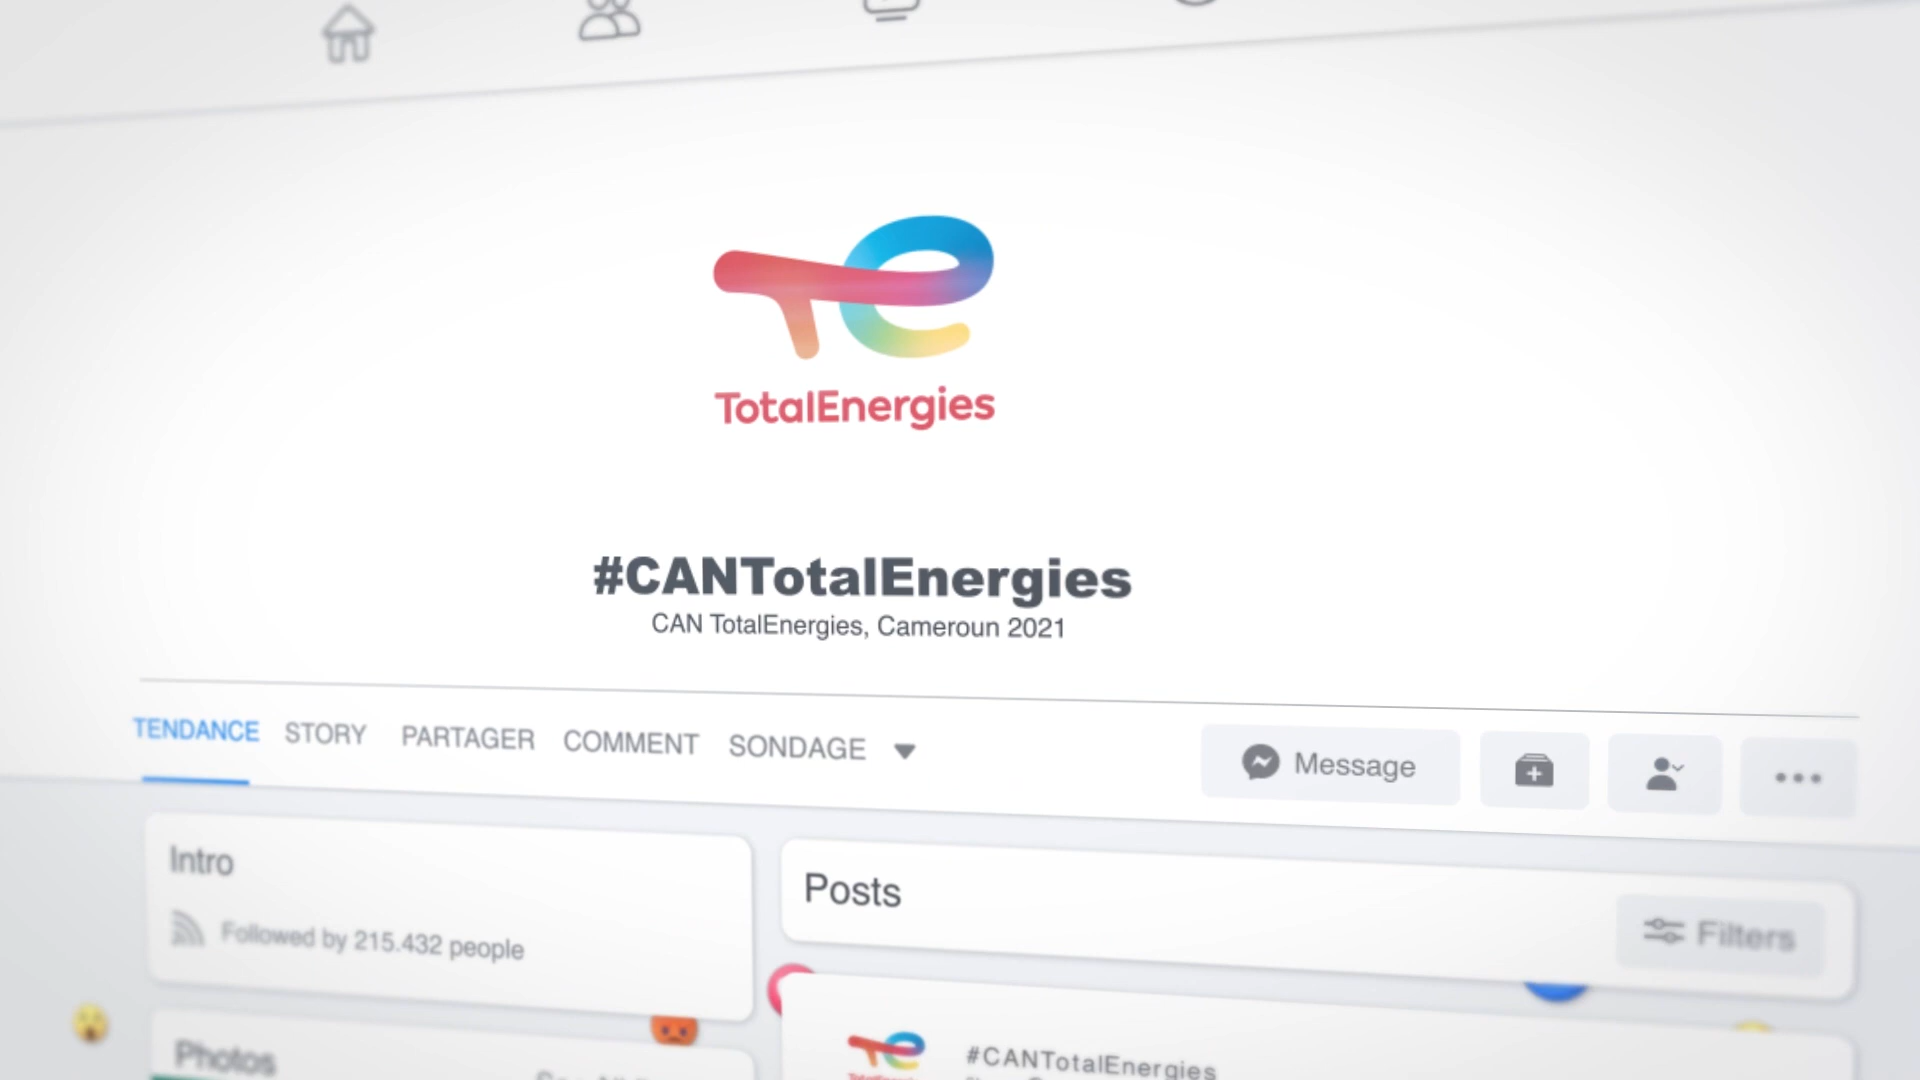 TotalEnergies
#CANTotalEnergies
CAN TotalEnergies, Cameroun 2021
TENDANCE STORY PARTAGER COMMENT SONDAGE
Message
Intro
Followed by 215.432 people
Posts
Filters
Photos
#CANTotalEnergies